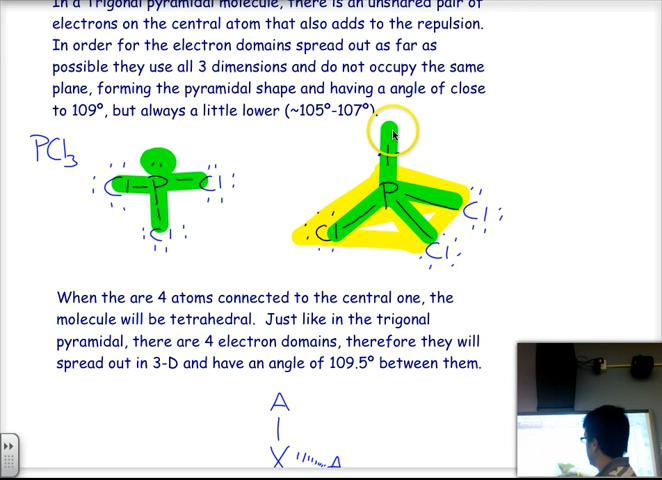 In a Trigonal pyramidal molecule, there is an unshared pair of
electrons on the central atom that also adds to the repulsion.
In order for the electron domains spread out as far as
possible they use all 3 dimensions and do not occupy the same
plane, forming the pyramidal shape and having a angle of close
to 109°, but always a little lower (~105°-107°).
PCl3
Cl P Cl
Cl
P
Cl Cl
Cl
When the are 4 atoms connected to the central one, the
molecule will be tetrahedral. Just like in the trigonal
pyramidal, there are 4 electron domains, therefore they will
spread out in 3-D and have an angle of 109.5° between them.
A
X A